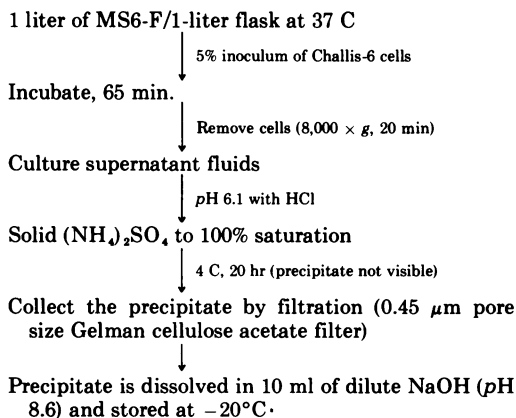 1 liter of MS6-F/1-liter flask at 37 C
5% inoculum of Challis-6 cells
Incubate, 65 min.
Remove cells (8,000 × g, 20 min)
Culture supernatant fluids
pH 6.1 with HCl
Solid (NH₄)₂SO₄ to 100% saturation
4 C, 20 hr (precipitate not visible)
Collect the precipitate by filtration (0.45 μm pore
size Gelman cellulose acetate filter)
Precipitate is dissolved in 10 ml of dilute NaOH (pH
8.6) and stored at −20°C·